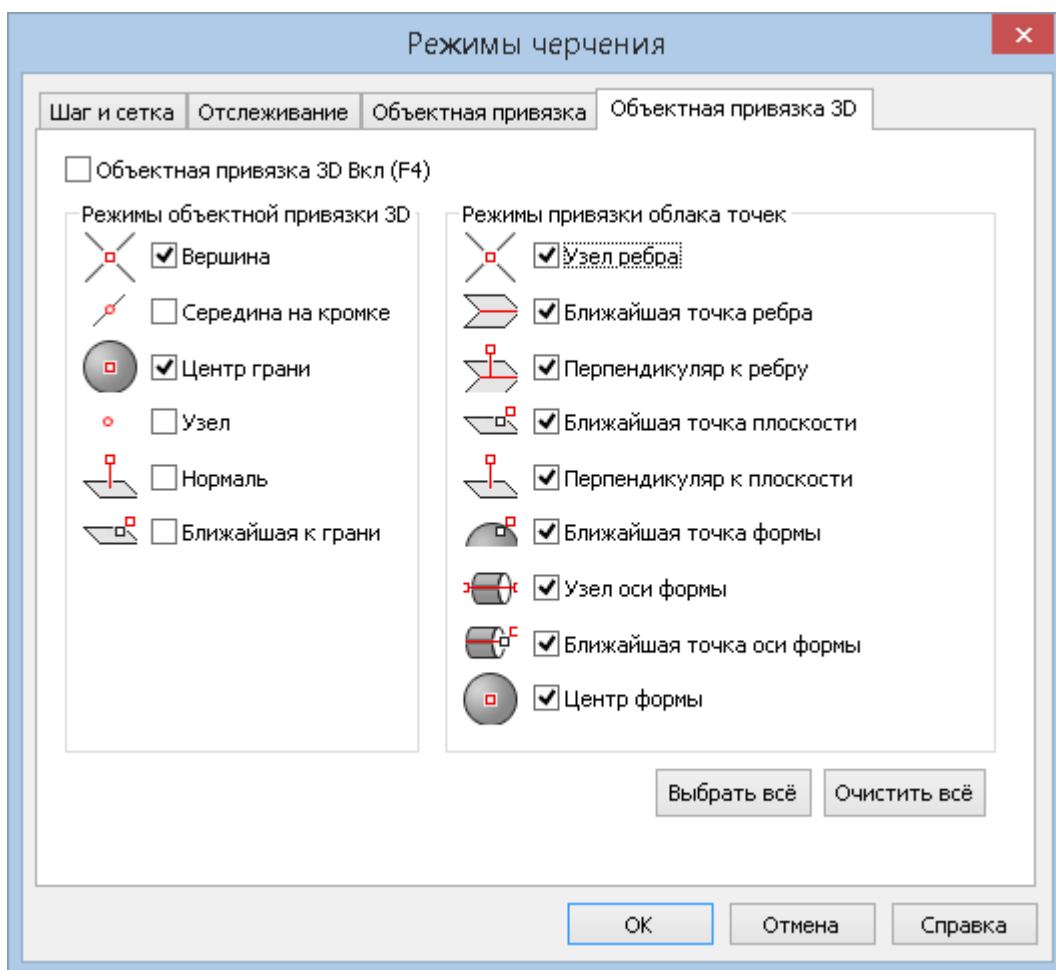 Режимы черчения
Шаг и сетка
Отслеживание
Объектная привязка
Объектная привязка 3D
Объектная привязка 3D Вкл (F4)
Режимы объектной привязки 3D
Вершина
Середина на кромке
Центр грани
Узел
Нормаль
Ближайшая к грани
Режимы привязки облака точек
Узел ребра
Ближайшая точка ребра
Перпендикуляр к ребру
Ближайшая точка плоскости
Перпендикуляр к плоскости
Ближайшая точка формы
Узел оси формы
Ближайшая точка оси формы
Центр формы
Выбрать всё
Очистить всё
OK
Отмена
Справка